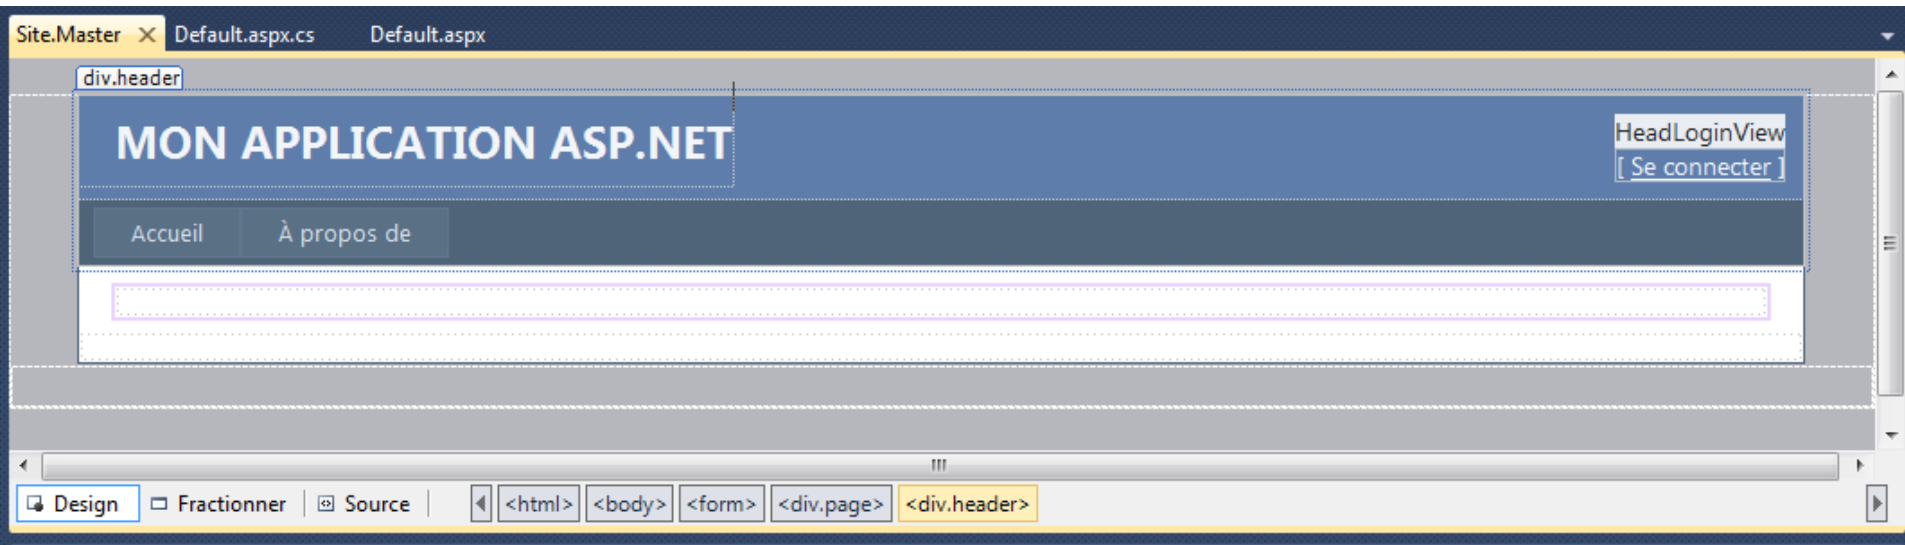 Site.Master Default.aspx.cs Default.aspx
div.header
MON APPLICATION ASP.NET
HeadLoginView
[ Se connecter ]
Accueil À propos de
Design Fractionner Source <html> <body> <form> <div.page> <div.header>